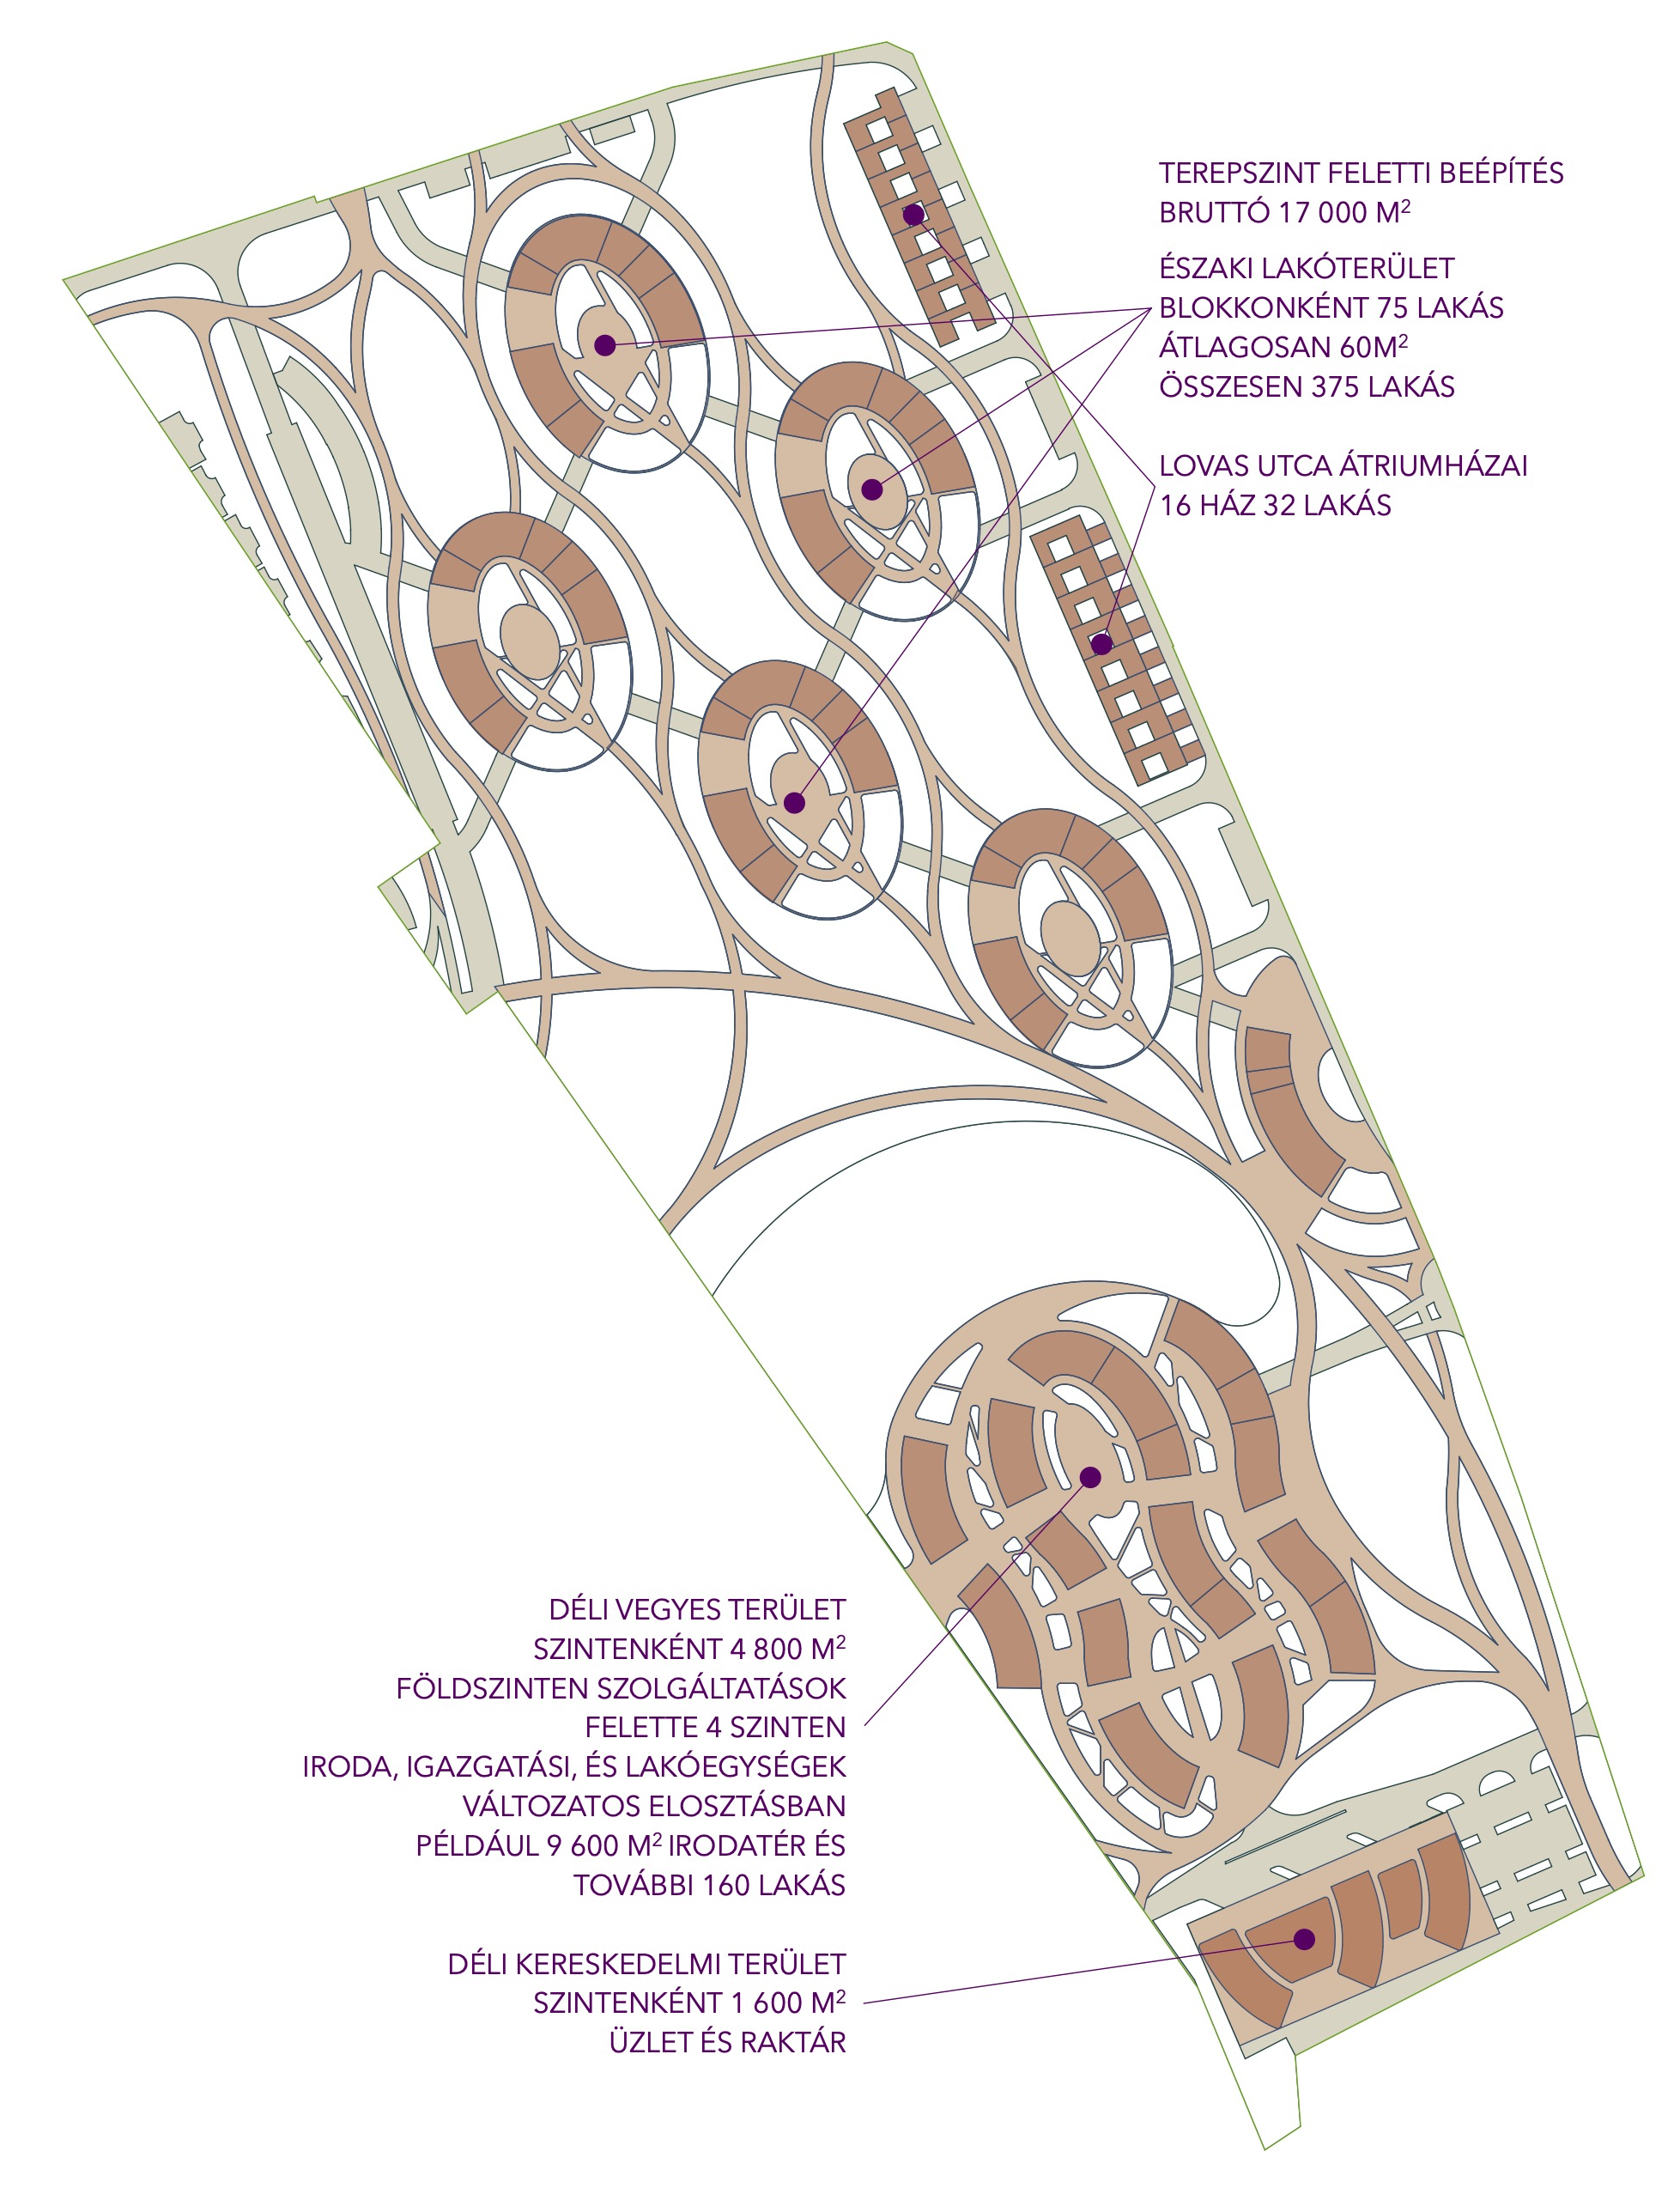 TEREPSZINT FELETTI BEÉPÍTÉS
BRUTTÓ 17 000 M²
ÉSZAKI LAKÓTERÜLET
BLOKKONKÉNT 75 LAKÁS
ÁTLAGOSAN 60M²
ÖSSZESEN 375 LAKÁS
LOVAS UTCA ÁTRIUMHÁZAI
16 HÁZ 32 LAKÁS
DÉLI VEGYES TERÜLET
SZINTENKÉNT 4 800 M²
FÖLDSZINTEN SZOLGÁLTATÁSOK
FELETTE 4 SZINTEN
IRODA, IGAZGATÁSI, ÉS LAKÓEGYSÉGEK
VÁLTOZATOS ELOSZTÁSBAN
PÉLDÁUL 9 600 M² IRODATÉR ÉS
TOVÁBBI 160 LAKÁS
DÉLI KERESKEDELMI TERÜLET
SZINTENKÉNT 1 600 M²
ÜZLET ÉS RAKTÁR